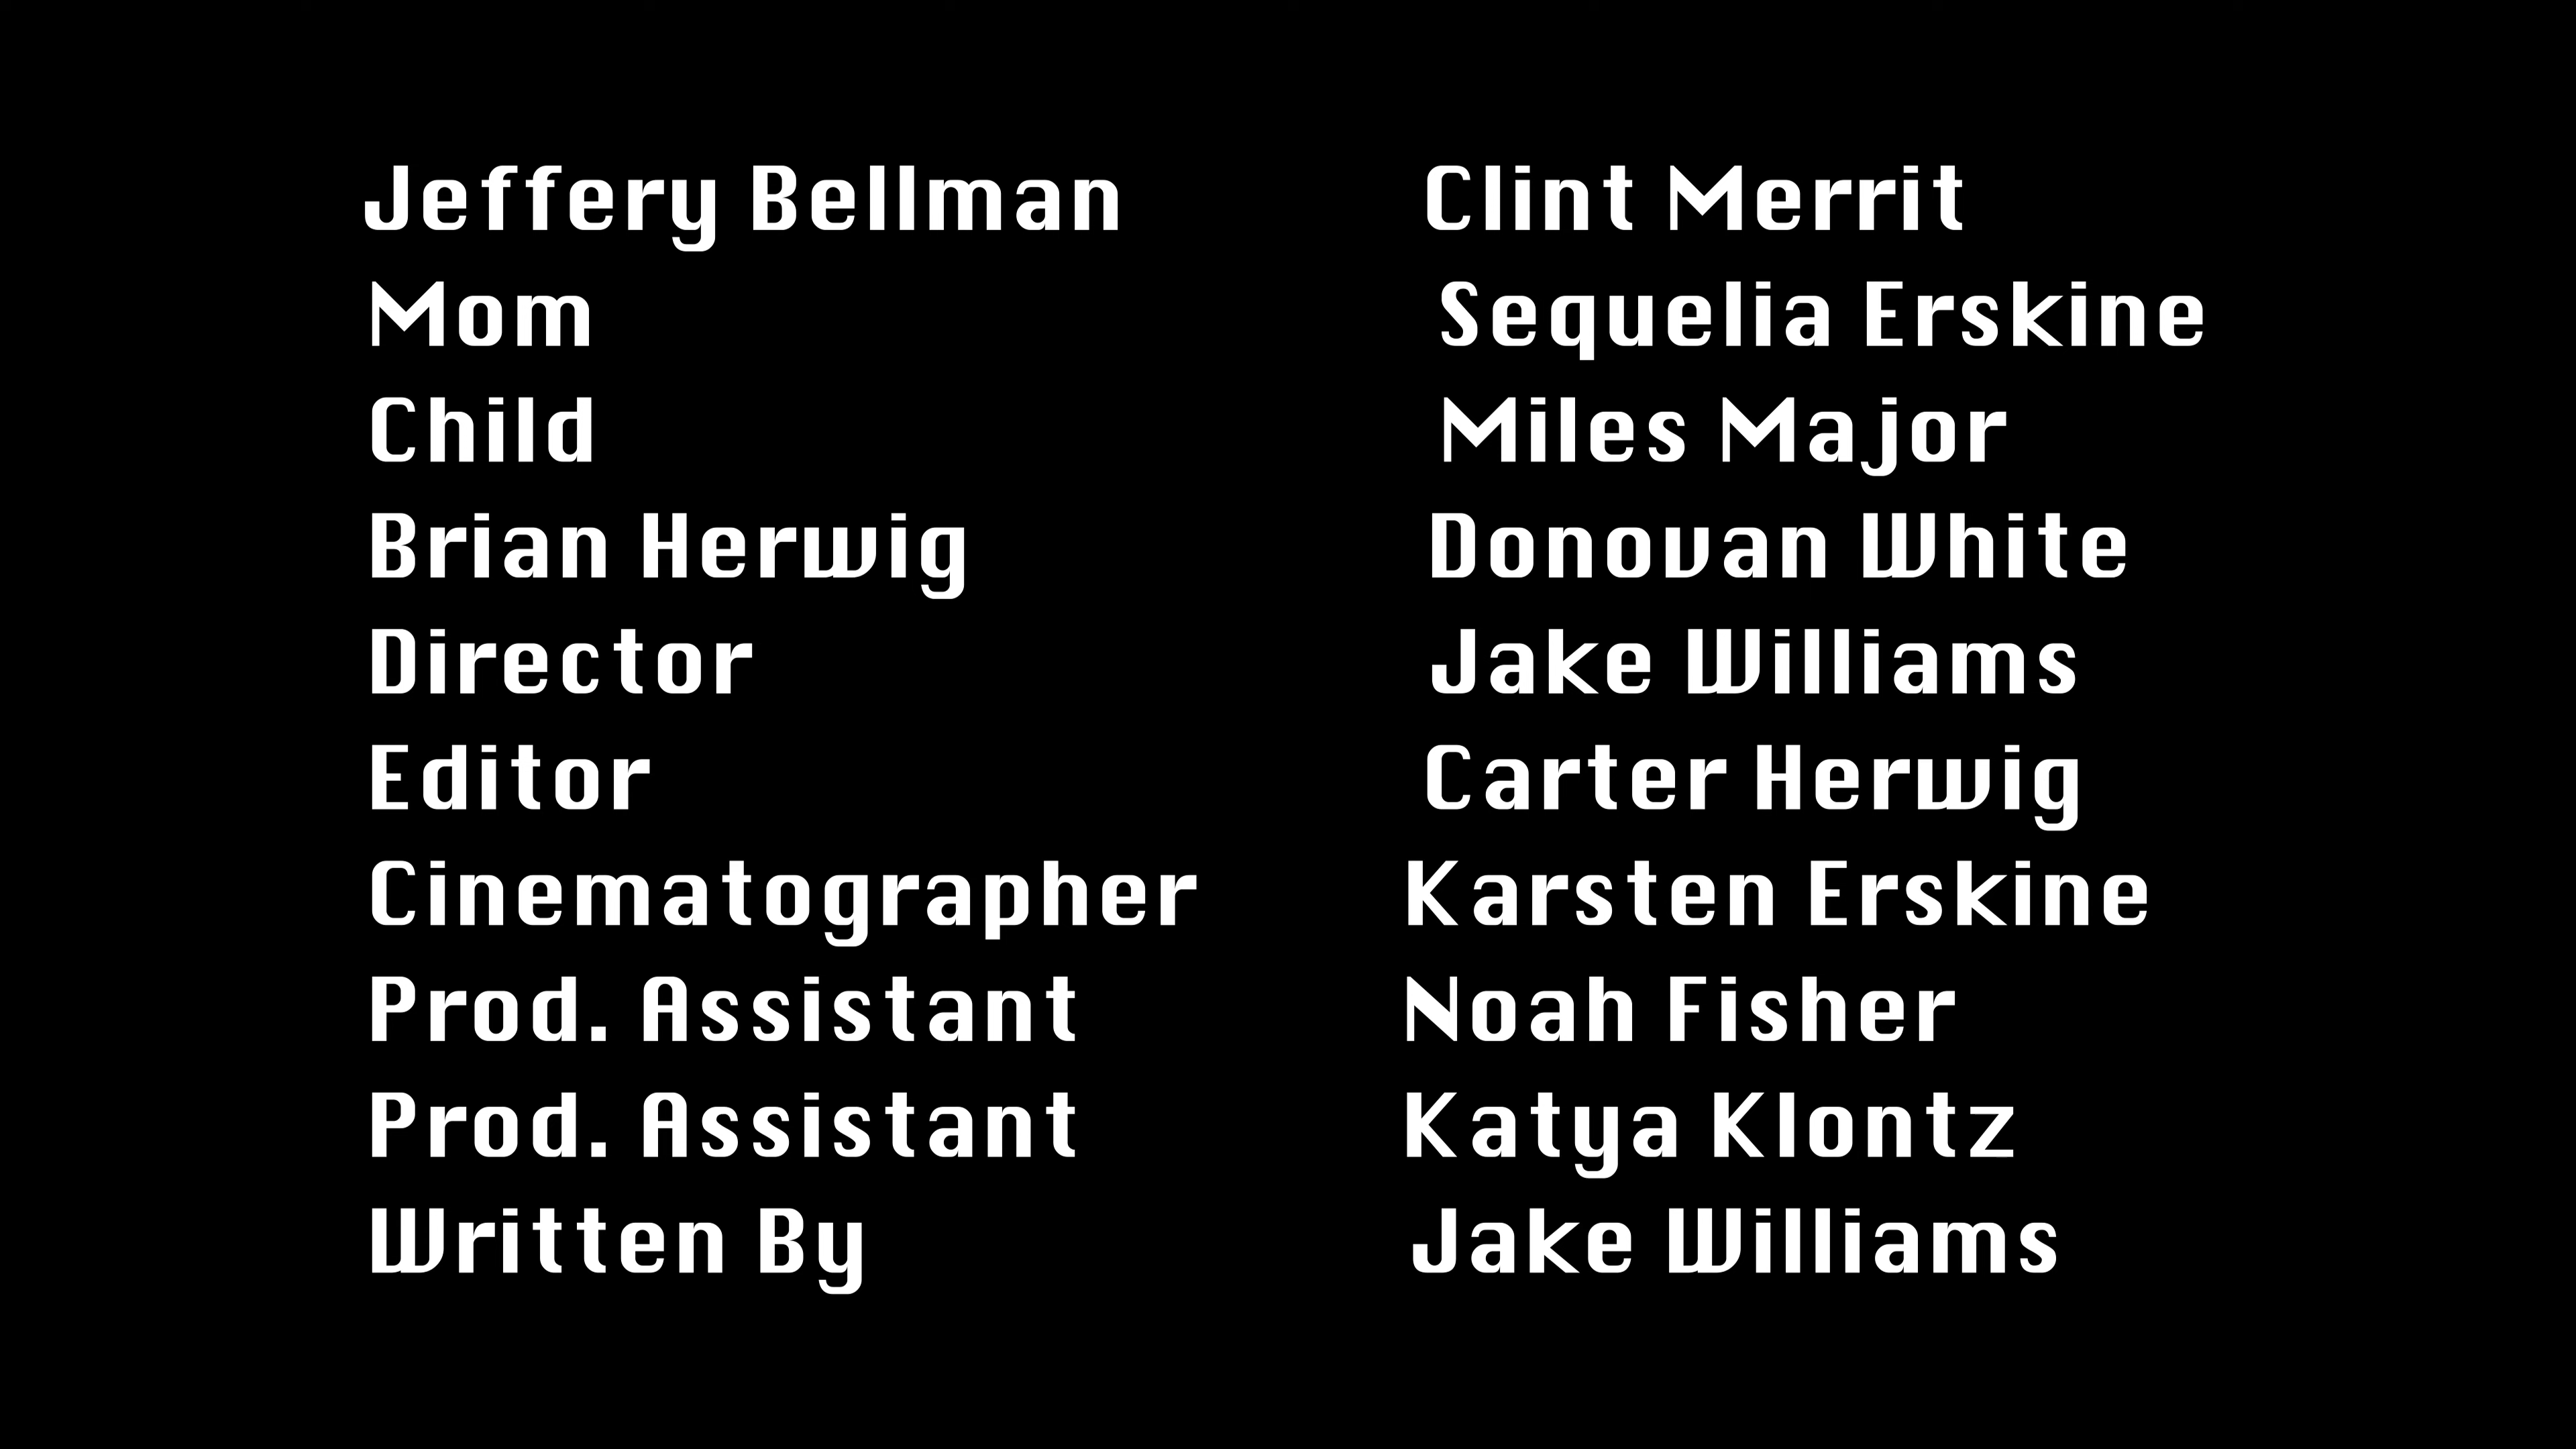 Jeffery Bellman Clint Merrit
Mom Sequelia Erskine
Child Miles Major
Brian Herwig Donovan White
Director Jake Williams
Editor Carter Herwig
Cinematographer Karsten Erskine
Prod. Assistant Noah Fisher
Prod. Assistant Katya Klontz
Written By Jake Williams